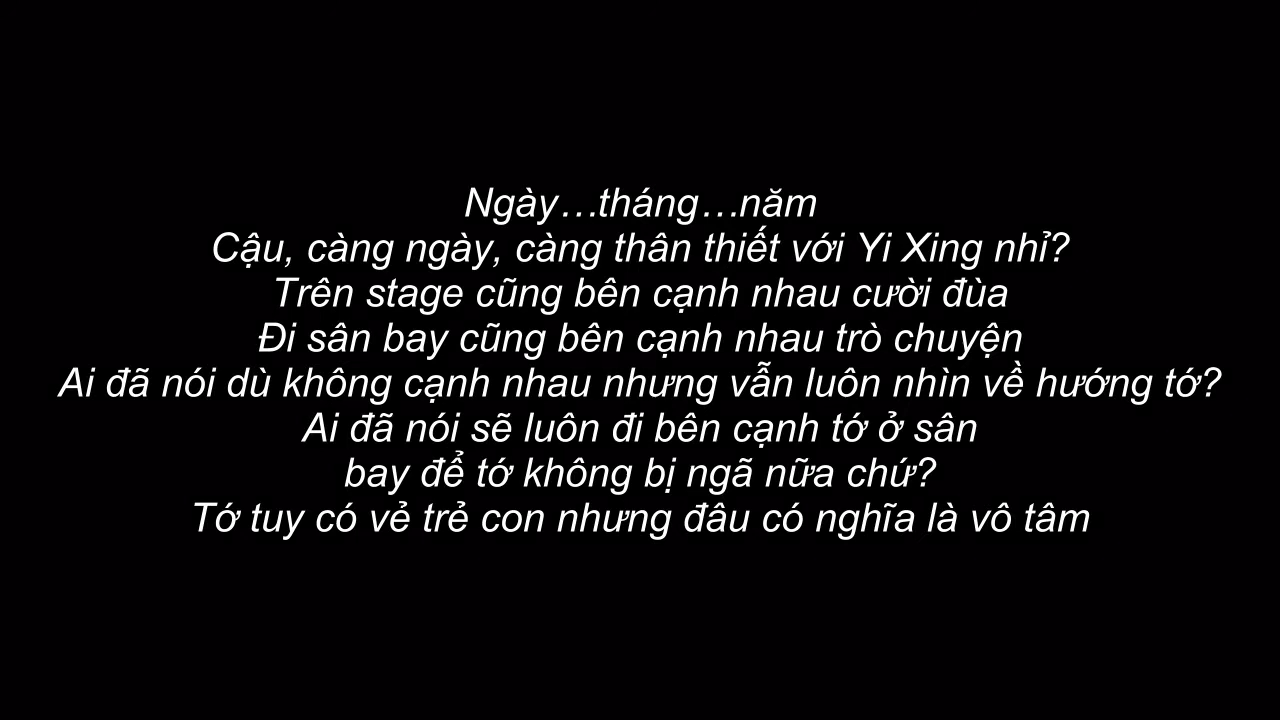 Ngày…tháng…năm
Cậu, càng ngày, càng thân thiết với Yi Xing nhỉ?
Trên stage cũng bên cạnh nhau cười đùa
Đi sân bay cũng bên cạnh nhau trò chuyện
Ai đã nói dù không cạnh nhau nhưng vẫn luôn nhìn về hướng tớ?
Ai đã nói sẽ luôn đi bên cạnh tớ ở sân
bay để tớ không bị ngã nữa chứ?
Tớ tuy có vẻ trẻ con nhưng đâu có nghĩa là vô tâm